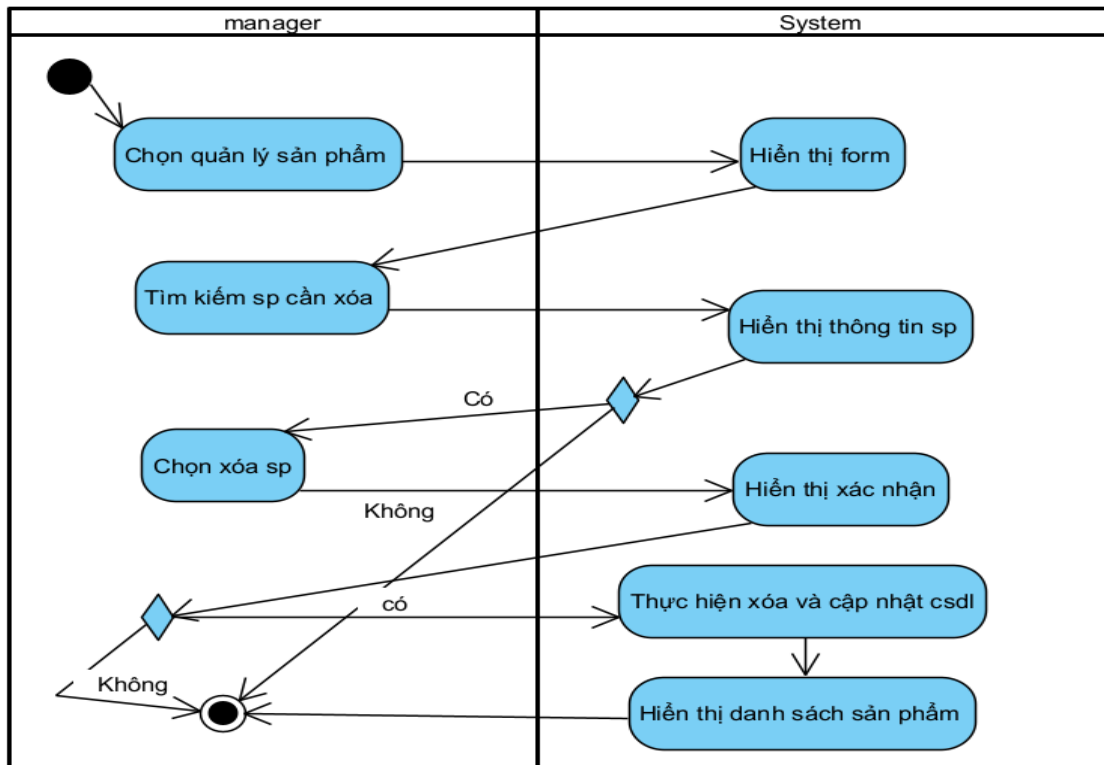 manager
System
Chọn quản lý sản phẩm
Hiển thị form
Tìm kiếm sp cần xóa
Hiển thị thông tin sp
Có
Chọn xóa sp
Hiển thị xác nhận
Không
có
Thực hiện xóa và cập nhật csdl
Không
Hiển thị danh sách sản phẩm